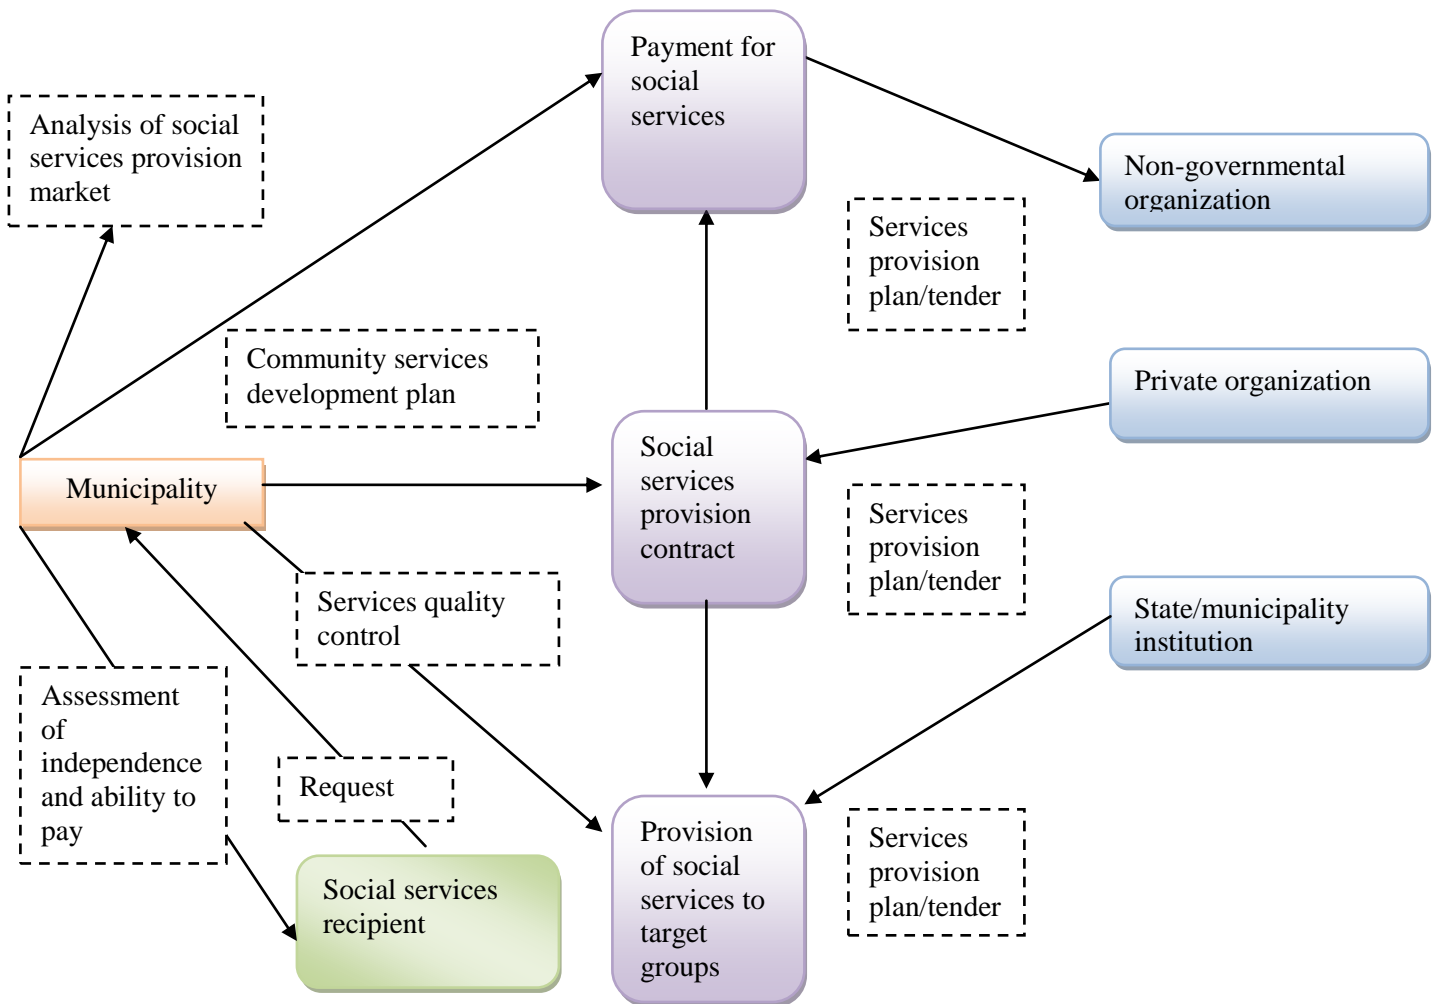 Payment for
social
services
Analysis of social
services provision
market
Non-governmental
organization
Services
provision
plan/tender
Community services
development plan
Private organization
Municipality
Social
services
provision
contract
Services
provision
plan/tender
Services quality
control
State/municipality
institution
Assessment
of
independence
and ability to
pay
Request
Provision
of social
services to
target
groups
Services
provision
plan/tender
Social services
recipient